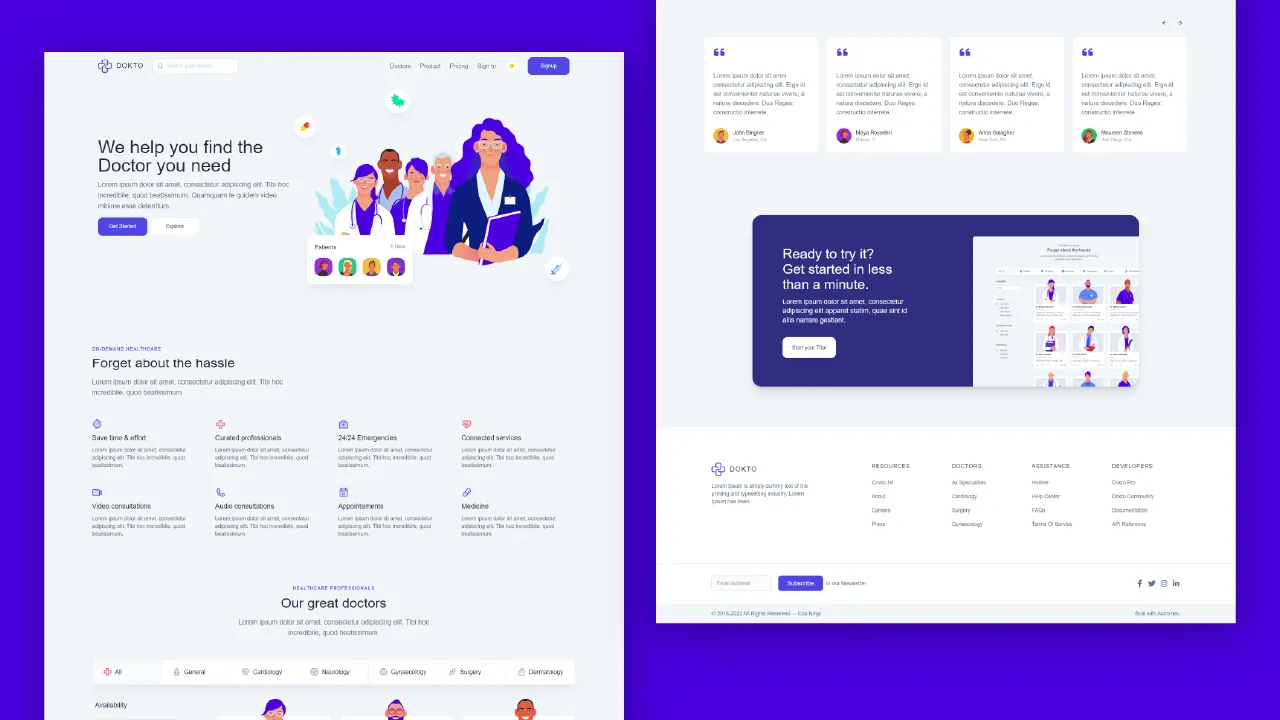 DOKTO
Doctors
Product
Pricing
Sign In
Signup
We help you find the
Doctor you need
Lorem ipsum dolor sit amet, consectetur adipiscing elit. Tibi hoc
incredibile, quod beatissimum. Quamquam te quidem video
minime esse deterritum.
Get Started
Explore
Patients
+ New
ON-DEMAND HEALTHCARE
Forget about the hassle
Lorem ipsum dolor sit amet, consectetur adipiscing elit. Tibi hoc
incredibile, quod beatissimum.
Save time & effort
Lorem ipsum dolor sit amet, consectetur
adipiscing elit. Tibi hoc incredibile, quod
beatissimum.
Curated professionals
Lorem ipsum dolor sit amet, consectetur
adipiscing elit. Tibi hoc incredibile, quod
beatissimum.
24/24 Emergencies
Lorem ipsum dolor sit amet, consectetur
adipiscing elit. Tibi hoc incredibile, quod
beatissimum.
Connected services
Lorem ipsum dolor sit amet, consectetur
adipiscing elit. Tibi hoc incredibile, quod
beatissimum.
Video consultations
Lorem ipsum dolor sit amet, consectetur
adipiscing elit. Tibi hoc incredibile, quod
beatissimum.
Audio consultations
Lorem ipsum dolor sit amet, consectetur
adipiscing elit. Tibi hoc incredibile, quod
beatissimum.
Appointements
Lorem ipsum dolor sit amet, consectetur
adipiscing elit. Tibi hoc incredibile, quod
beatissimum.
Medicine
Lorem ipsum dolor sit amet, consectetur
adipiscing elit. Tibi hoc incredibile, quod
beatissimum.
HEALTHCARE PROFESSIONALS
Our great doctors
Lorem ipsum dolor sit amet, consectetur adipiscing elit. Tibi hoc
incredibile, quod beatissimum.
All
General
Cardiology
Neurology
Gynaecology
Surgery
Dermatology
Availability
Lorem ipsum dolor sit amet,
consectetur adipiscing elit. Ergo id
est convenienter naturae vivere, a
natura discedere. Duo Reges:
constructio interrete.
John Singner
Los Angeles, CA
Lorem ipsum dolor sit amet,
consectetur adipiscing elit. Ergo id
est convenienter naturae vivere, a
natura discedere. Duo Reges:
constructio interrete.
Maya Rosselini
Milano, IT
Lorem ipsum dolor sit amet,
consectetur adipiscing elit. Ergo id
est convenienter naturae vivere, a
natura discedere. Duo Reges:
constructio interrete.
Anna Galagher
New York, NY
Lorem ipsum dolor sit amet,
consectetur adipiscing elit. Ergo id
est convenienter naturae vivere, a
natura discedere. Duo Reges:
constructio interrete.
Maureen Stevens
San Diego, CA
Ready to try it?
Get started in less
than a minute.
Lorem ipsum dolor sit amet, consectetur
adipiscing elit apparet statim, quae sint id
allia narrare gestiant.
Start your Trial
Forget about the hassle
DOKTO
Lorem Ipsum is simply dummy text of the
printing and typesetting industry. Lorem
Ipsum has been.
RESOURCES
Covid-19
About
Careers
Press
DOCTORS
All Specialities
Cardiology
Surgery
Gynaecology
ASSISTANCE
Hotline
Help Center
FAQs
Terms Of Service
DEVELOPERS
Dokto Pro
Dokto Community
Documentation
API Reference
Email Address
Subscribe
to our Newsletter
© 2019-2022 All Rights Reserved — Css Ninja
Built with Astro.dev